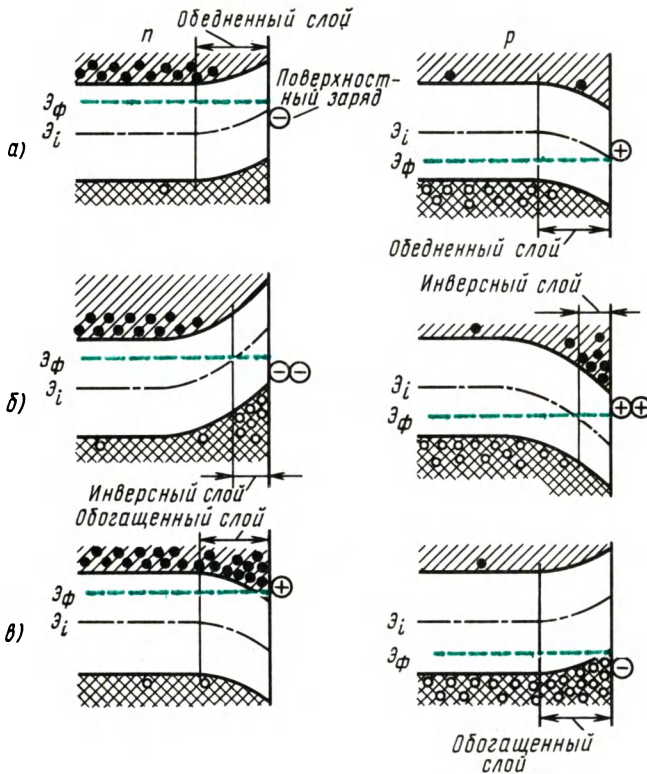 n
Обедненный слой
p
Эф
Эi
Поверхност-
ный заряд
−
а)
Эi
Эф
+
Обедненный слой
Инверсный слой
Эф
Эi
− −
б)
Эi
Эф
+ +
Инверсный слой
Обогащенный слой
Эф
Эi
+
в)
Эi
Эф
−
Обогащенный
слой